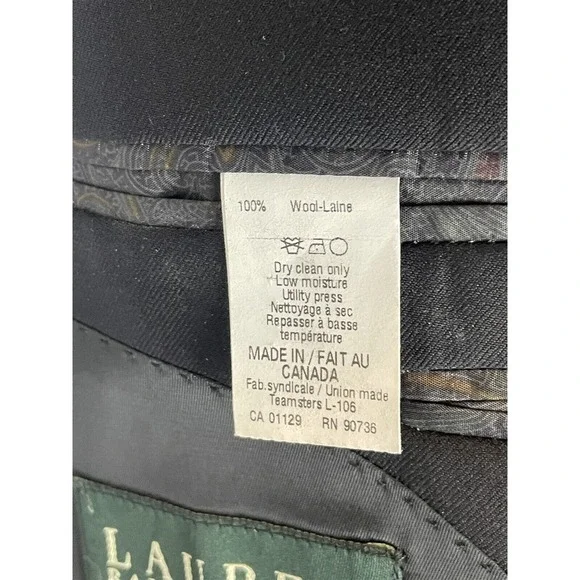 100% Wool-Laine
Dry clean only
Low moisture
Utility press
Nettoyage à sec
Repasser à basse
température
MADE IN / FAIT AU
CANADA
Fab.syndicale / Union made
Teamsters L-106
CA 01129 RN 90736
LAURE